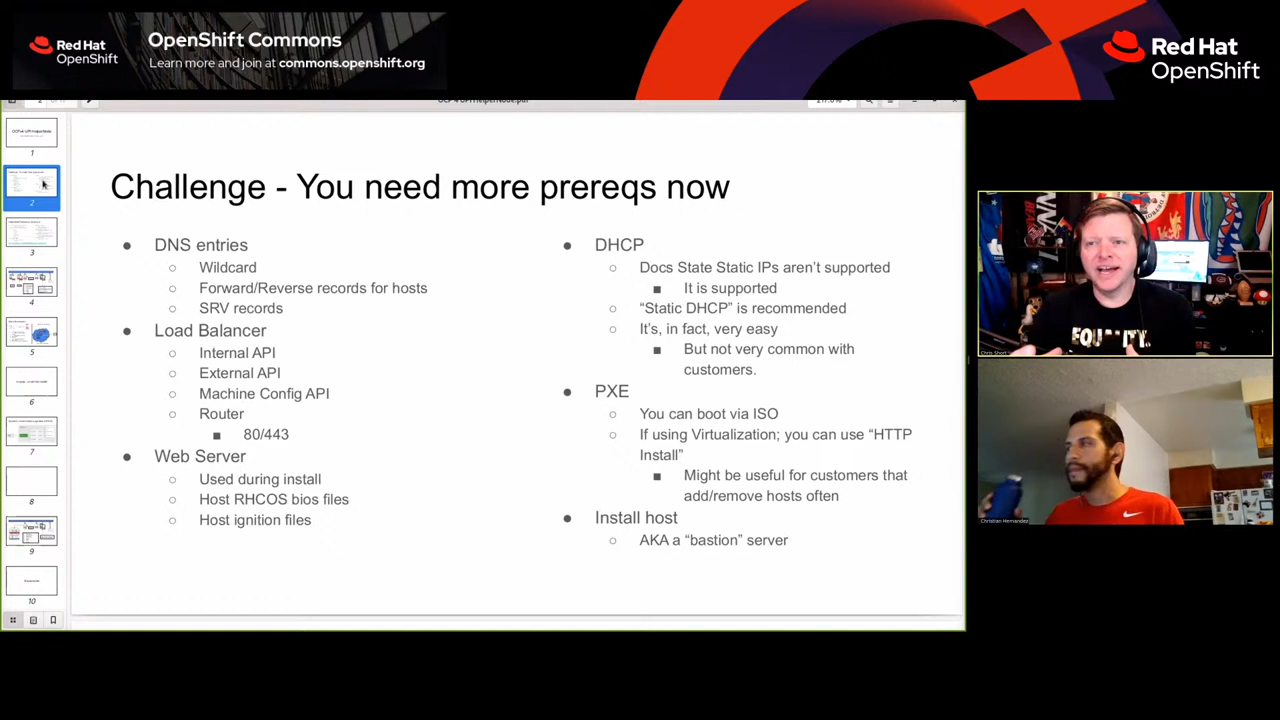 Red Hat
OpenShift
OpenShift Commons
Learn more and join at commons.openshift.org
Red Hat
OpenShift
Challenge - You need more prereqs now
● DNS entries
○ Wildcard
○ Forward/Reverse records for hosts
○ SRV records
● Load Balancer
○ Internal API
○ External API
○ Machine Config API
○ Router
■ 80/443
● Web Server
○ Used during install
○ Host RHCOS bios files
○ Host ignition files
● DHCP
○ Docs State Static IPs aren’t supported
■ It is supported
○ “Static DHCP” is recommended
○ It’s, in fact, very easy
■ But not very common with
customers.
● PXE
○ You can boot via ISO
○ If using Virtualization; you can use “HTTP
Install”
■ Might be useful for customers that
add/remove hosts often
● Install host
○ AKA a “bastion” server
1
2
3
4
5
6
7
8
9
10
EQUALITY.
Chris Short
Christian Hernandez